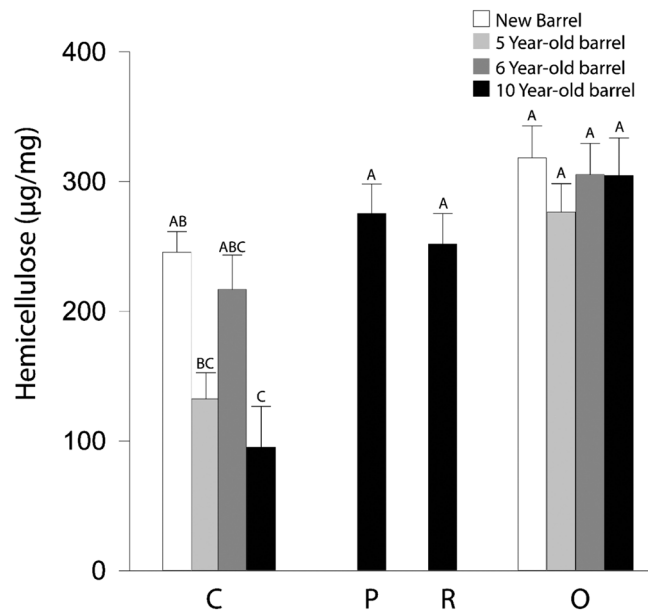 New Barrel
5 Year-old barrel
6 Year-old barrel
10 Year-old barrel
Hemicellulose (µg/mg)
400
300
200
100
0
AB
BC
ABC
C
A
A
A
A
A
A
C
P
R
O